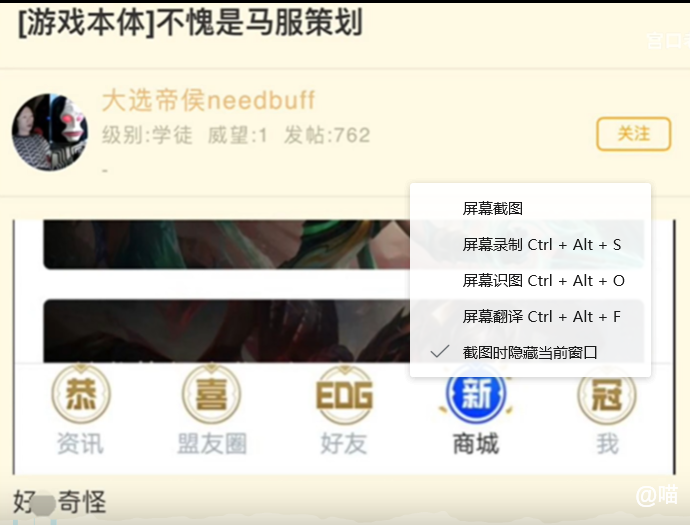 [游戏本体]不愧是马服策划
大选帝侯needbuff
级别:学徒 威望:1 发帖:762
-
关注
屏幕截图
屏幕录制 Ctrl + Alt + S
屏幕识图 Ctrl + Alt + O
屏幕翻译 Ctrl + Alt + F
截图时隐藏当前窗口
恭 喜 EDG 新 冠
资讯 盟友圈 好友 商城 我
好 奇怪
@喵